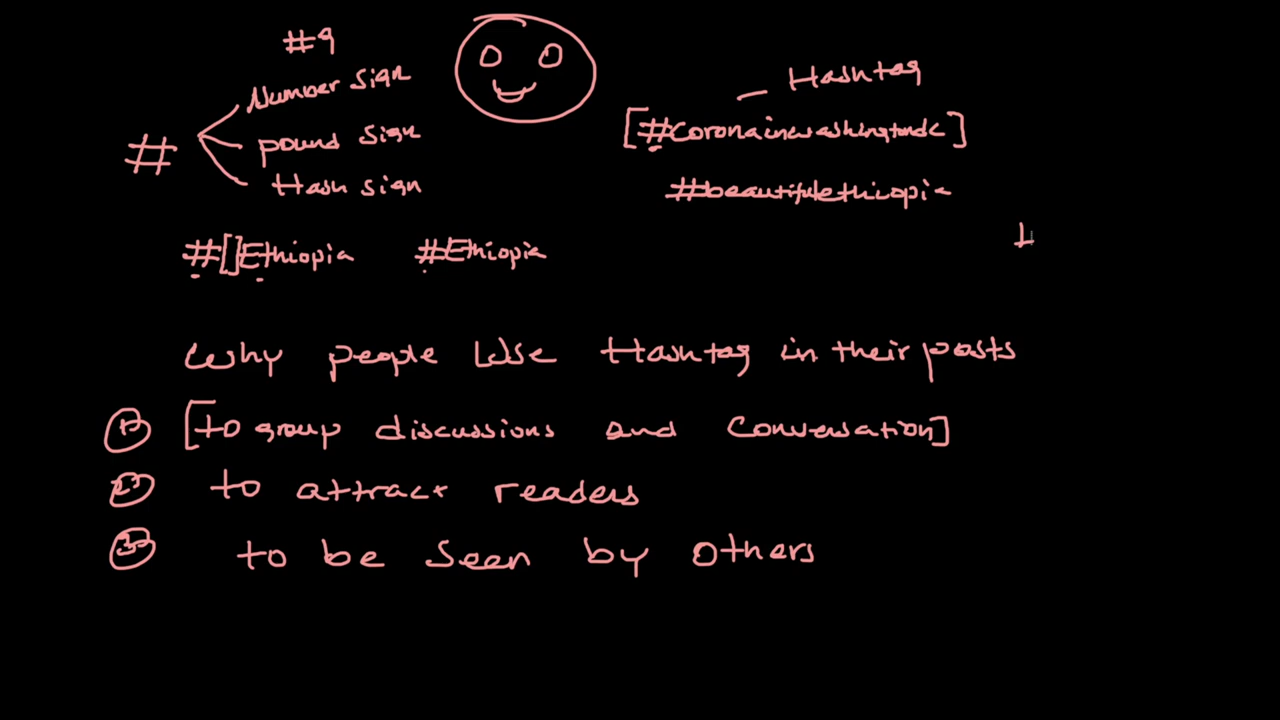 #9
Number sign
# pound sign
Hash sign
Hashtag
[#Coronainwashingtondc]
#beautifulethiopia
#[]Ethiopia #Ethiopia
Why people Use Hashtag in their posts
1 [to group discussions and Conversation]
2 to attract readers
3 to be seen by others